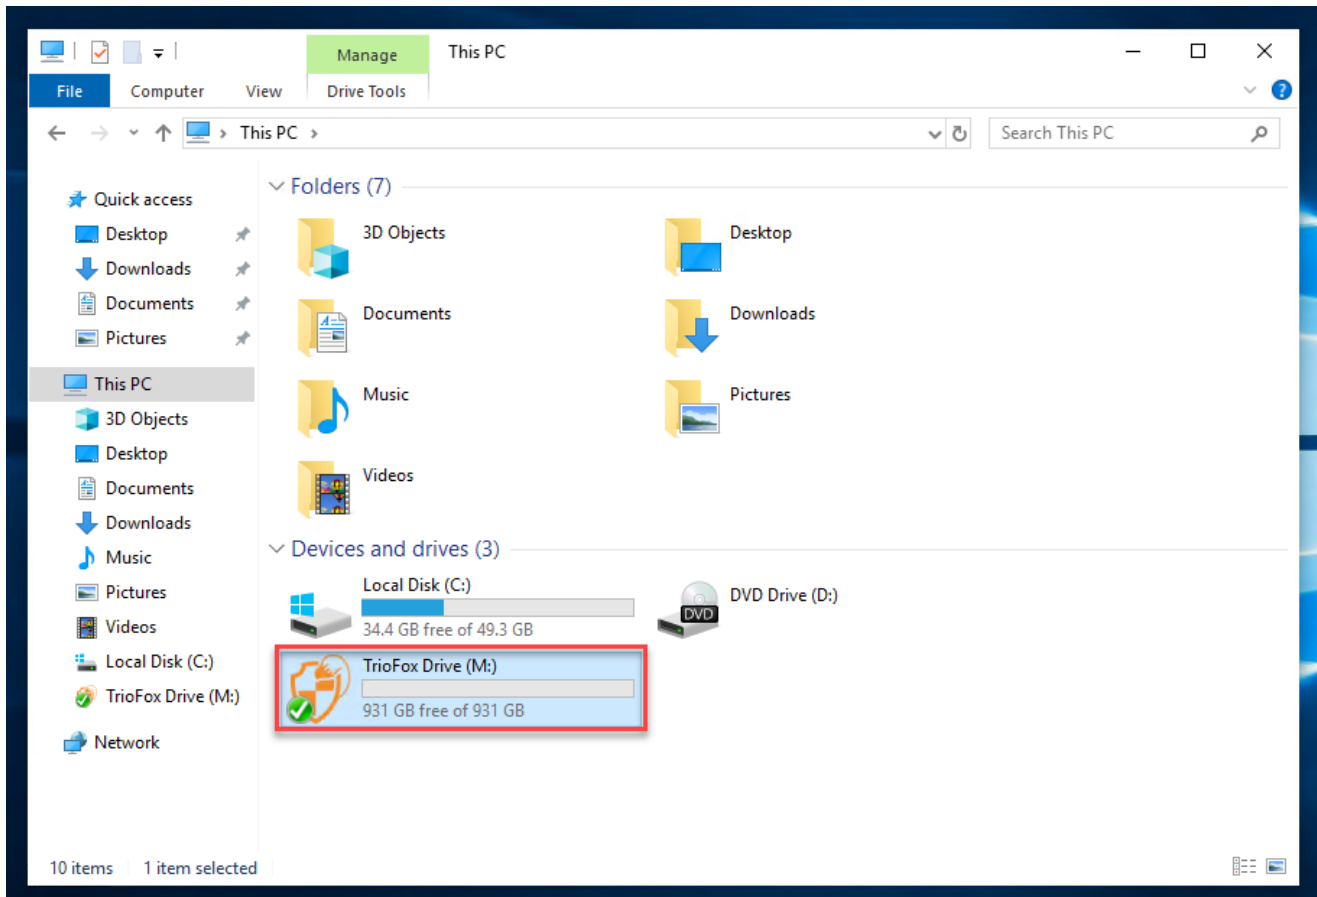 Manage
This PC
File
Computer
View
Drive Tools
This PC
Search This PC
Quick access
Desktop
Downloads
Documents
Pictures
This PC
3D Objects
Desktop
Documents
Downloads
Music
Pictures
Videos
Local Disk (C:)
TrioFox Drive (M:)
Network
Folders (7)
3D Objects
Desktop
Documents
Downloads
Music
Pictures
Videos
Devices and drives (3)
Local Disk (C:)
34.4 GB free of 49.3 GB
DVD
DVD Drive (D:)
TrioFox Drive (M:)
931 GB free of 931 GB
10 items
1 item selected